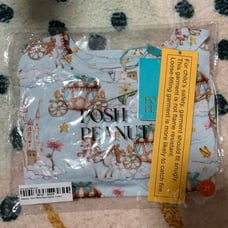 POSH
PEANUT
For child's safety, garment should fit snugly.
This garment is not flame resistant.
Loose-fitting garment is more likely to catch fire.